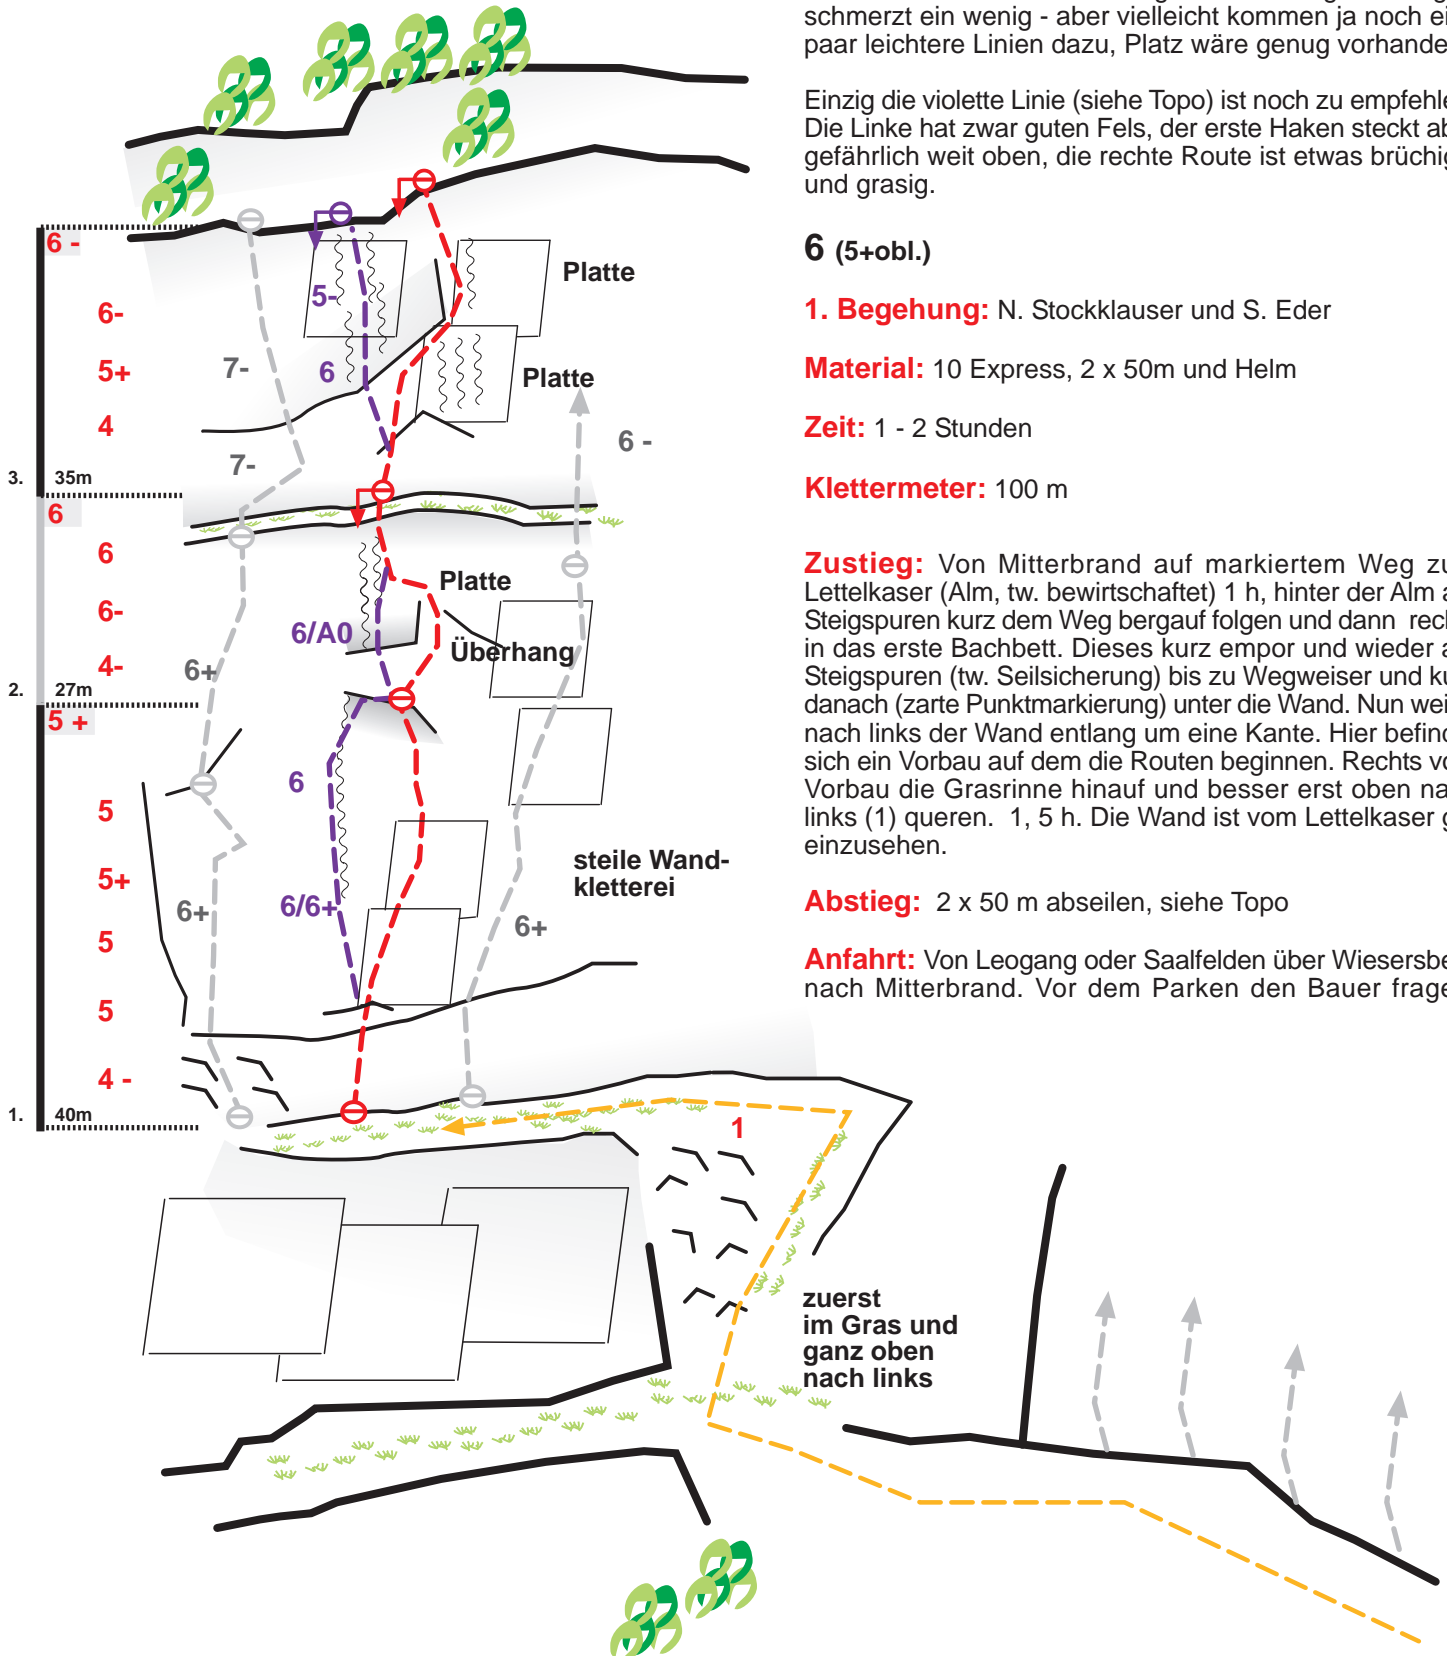 schmerzt ein wenig - aber vielleicht kommen ja noch ei
paar leichtere Linien dazu, Platz wäre genug vorhande
Einzig die violette Linie (siehe Topo) ist noch zu empfehle
Die Linke hat zwar guten Fels, der erste Haken steckt ab
gefährlich weit oben, die rechte Route ist etwas brüchig
und grasig.
6 (5+obl.)
1. Begehung: N. Stockklauser und S. Eder
Material: 10 Express, 2 x 50m und Helm
Zeit: 1 - 2 Stunden
Klettermeter: 100 m
Zustieg: Von Mitterbrand auf markiertem Weg zu
Lettelkaser (Alm, tw. bewirtschaftet) 1 h, hinter der Alm a
Steigspuren kurz dem Weg bergauf folgen und dann rech
in das erste Bachbett. Dieses kurz empor und wieder a
Steigspuren (tw. Seilsicherung) bis zu Wegweiser und ku
danach (zarte Punktmarkierung) unter die Wand. Nun wei
nach links der Wand entlang um eine Kante. Hier befind
sich ein Vorbau auf dem die Routen beginnen. Rechts vo
Vorbau die Grasrinne hinauf und besser erst oben na
links (1) queren. 1, 5 h. Die Wand ist vom Lettelkaser g
einzusehen.
Abstieg: 2 x 50 m abseilen, siehe Topo
Anfahrt: Von Leogang oder Saalfelden über Wiesersbe
nach Mitterbrand. Vor dem Parken den Bauer frage
6 -
6-
5+
4
3. 35m
6
6
6-
4-
2. 27m
5 +
5
5+
5
5
4 -
1. 40m
7-
7-
6+
6+
5-
6
6/A0
6
6/6+
Platte
Platte
6 -
Platte
Überhang
steile Wand-
kletterei
6+
1
zuerst
im Gras und
ganz oben
nach links